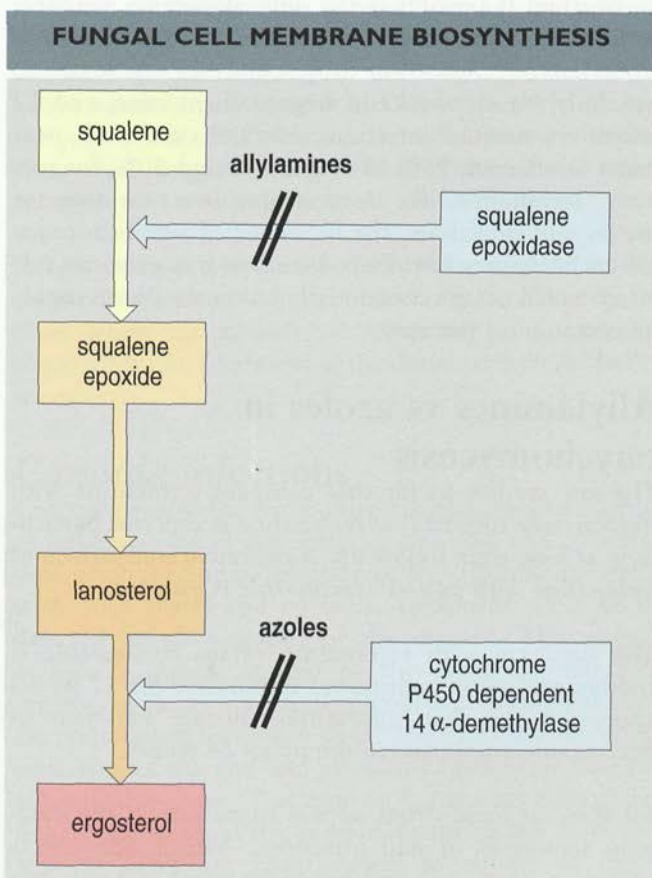 FUNGAL CELL MEMBRANE BIOSYNTHESIS
squalene
allylamines
squalene
epoxidase
squalene
epoxide
lanosterol
azoles
cytochrome
P450 dependent
14 α-demethylase
ergosterol